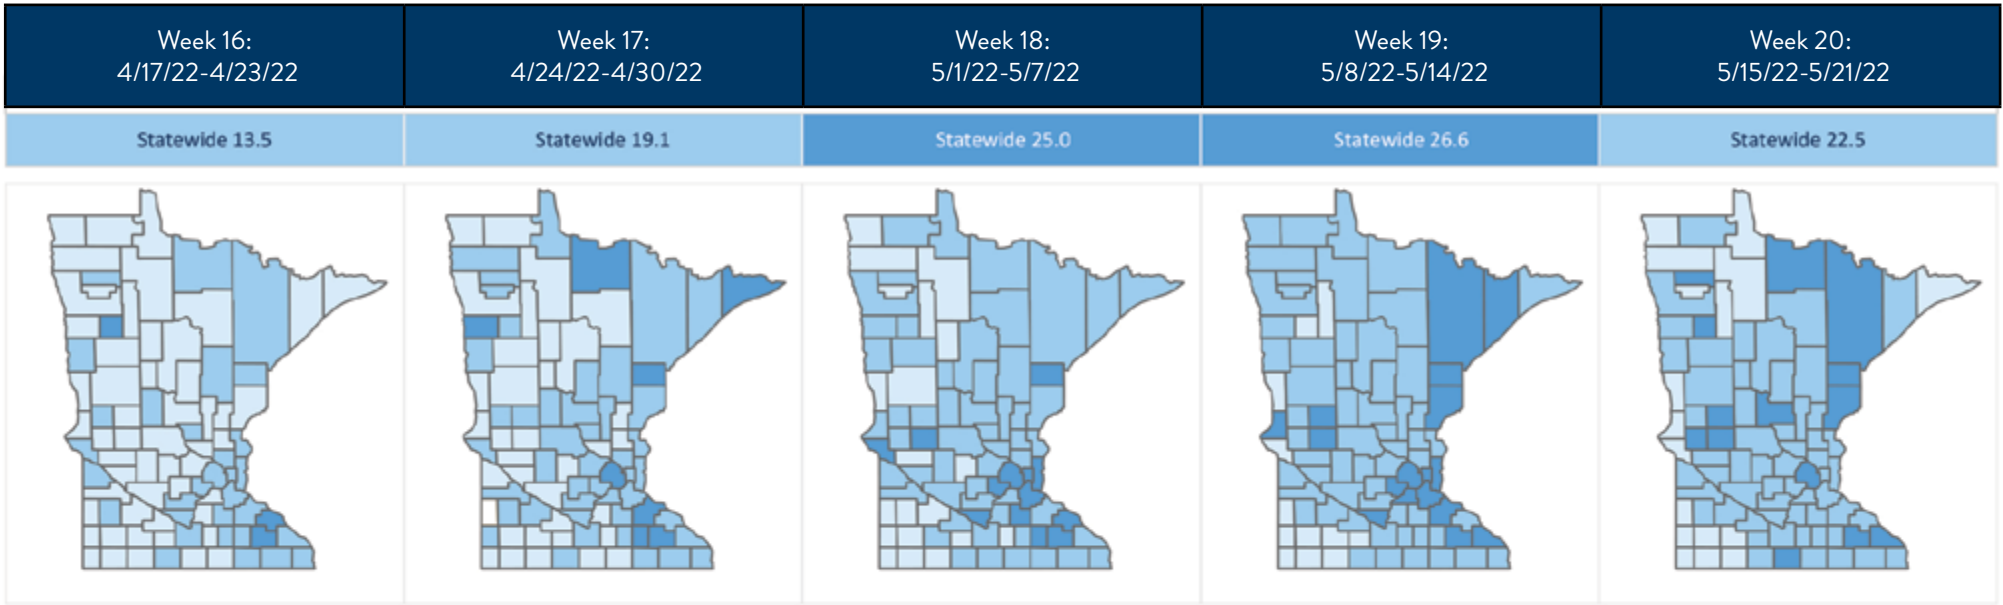 Week 16:
4/17/22-4/23/22
Week 17:
4/24/22-4/30/22
Week 18:
5/1/22-5/7/22
Week 19:
5/8/22-5/14/22
Week 20:
5/15/22-5/21/22
Statewide 13.5
Statewide 19.1
Statewide 25.0
Statewide 26.6
Statewide 22.5